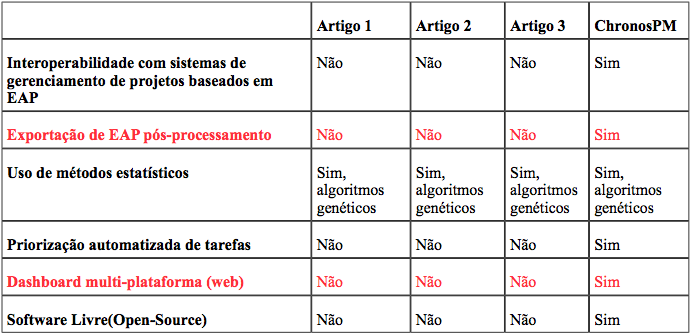 Artigo 1 Artigo 2 Artigo 3 ChronosPM
Interoperabilidade com sistemas de Não Não Não Sim
gerenciamento de projetos baseados em
EAP
Exportação de EAP pós-processamento Não Não Não Sim
Uso de métodos estatísticos Sim, Sim, Sim, Sim,
algoritmos algoritmos algoritmos algoritmos
genéticos genéticos genéticos genéticos
Priorização automatizada de tarefas Não Não Não Sim
Dashboard multi-plataforma (web) Não Não Não Sim
Software Livre(Open-Source) Não Não Não Sim